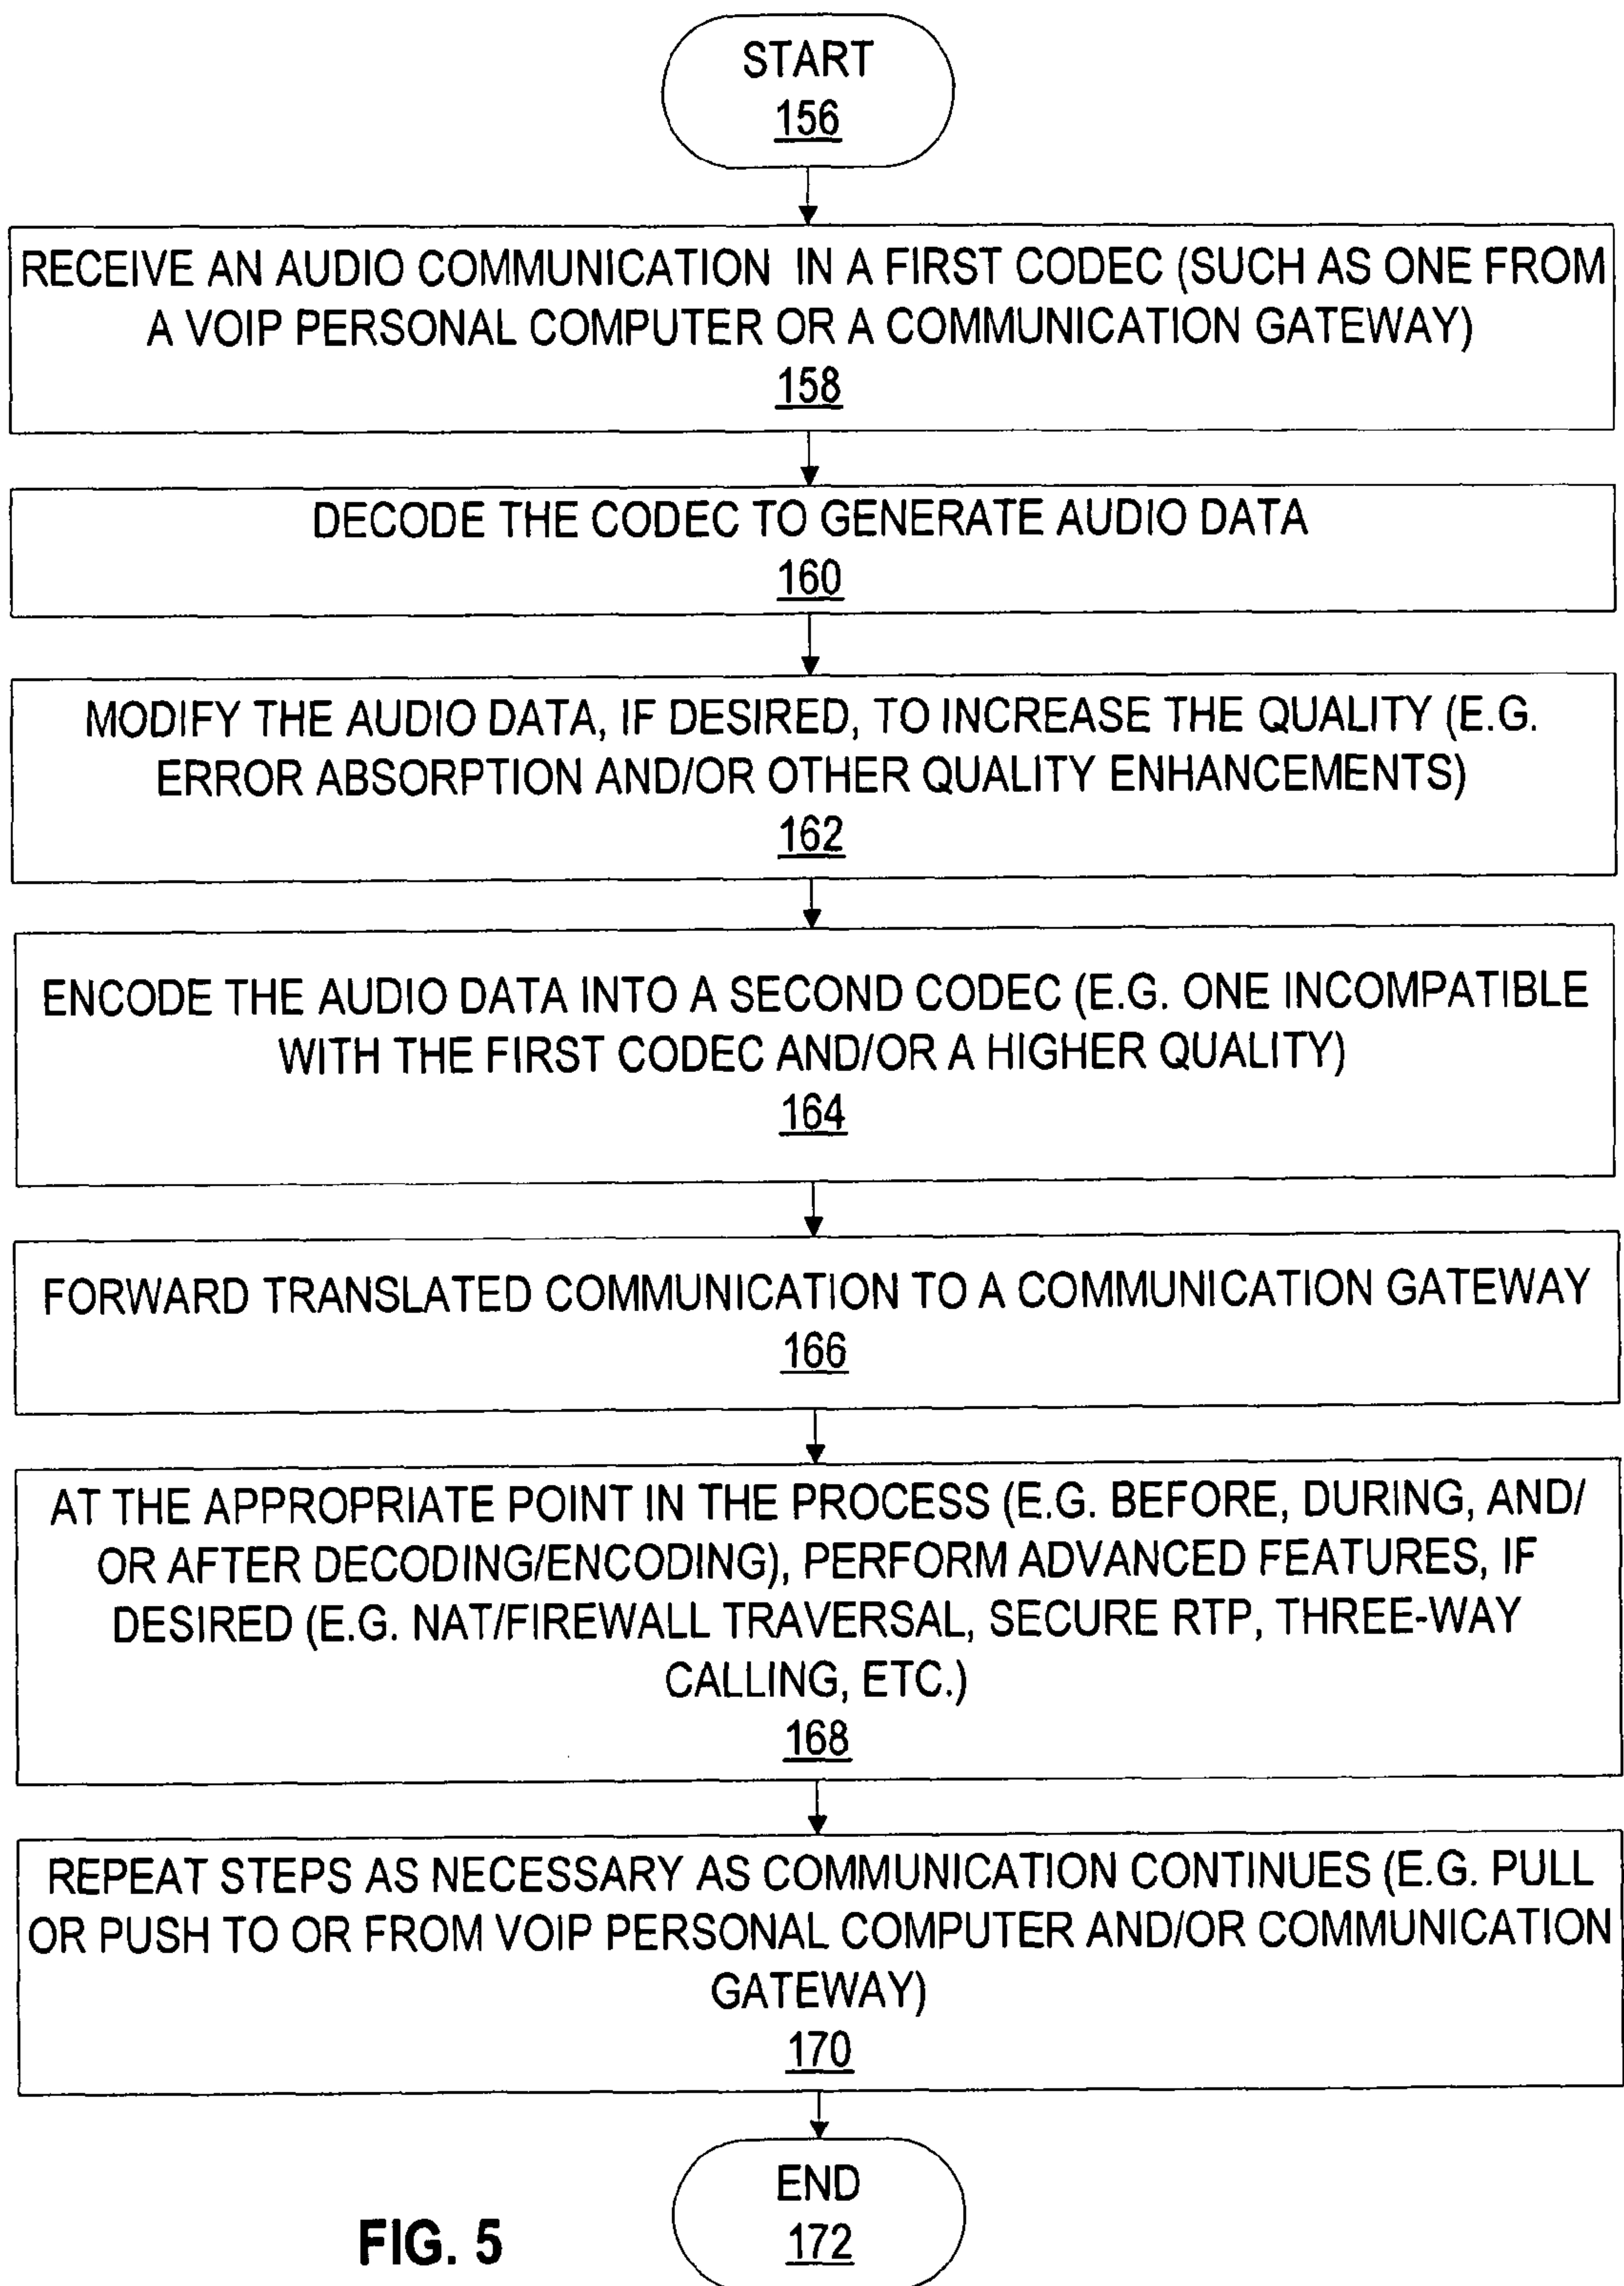 START
156
RECEIVE AN AUDIO COMMUNICATION IN A FIRST CODEC (SUCH AS ONE FROM
A VOIP PERSONAL COMPUTER OR A COMMUNICATION GATEWAY)
158
DECODE THE CODEC TO GENERATE AUDIO DATA
160
MODIFY THE AUDIO DATA, IF DESIRED, TO INCREASE THE QUALITY (E.G.
ERROR ABSORPTION AND/OR OTHER QUALITY ENHANCEMENTS)
162
ENCODE THE AUDIO DATA INTO A SECOND CODEC (E.G. ONE INCOMPATIBLE
WITH THE FIRST CODEC AND/OR A HIGHER QUALITY)
164
FORWARD TRANSLATED COMMUNICATION TO A COMMUNICATION GATEWAY
166
AT THE APPROPRIATE POINT IN THE PROCESS (E.G. BEFORE, DURING, AND/
OR AFTER DECODING/ENCODING), PERFORM ADVANCED FEATURES, IF
DESIRED (E.G. NAT/FIREWALL TRAVERSAL, SECURE RTP, THREE-WAY
CALLING, ETC.)
168
REPEAT STEPS AS NECESSARY AS COMMUNICATION CONTINUES (E.G. PULL
OR PUSH TO OR FROM VOIP PERSONAL COMPUTER AND/OR COMMUNICATION
GATEWAY)
170
END
172
FIG. 5